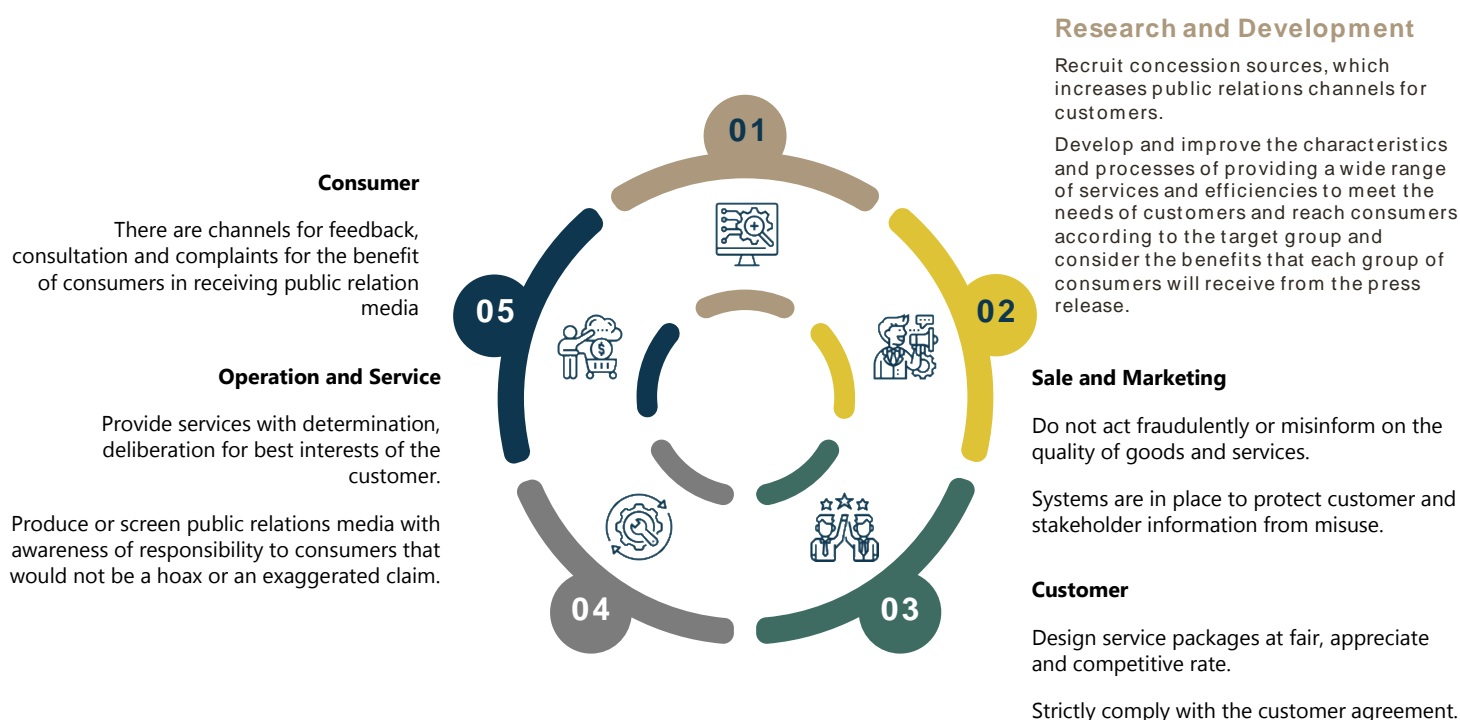 Research and Development
Recruit concession sources, which
increases public relations channels for
customers.
Develop and improve the characteristics
and processes of providing a wide range
of services and efficiencies to meet the
needs of customers and reach consumers
according to the target group and
consider the benefits that each group of
consumers will receive from the press
release.
01
02
Sale and Marketing
Do not act fraudulently or misinform on the
quality of goods and services.
Systems are in place to protect customer and
stakeholder information from misuse.
03
Customer
Design service packages at fair, appreciate
and competitive rate.
Strictly comply with the customer agreement.
04
Operation and Service
Provide services with determination,
deliberation for best interests of the
customer.
Produce or screen public relations media with
awareness of responsibility to consumers that
would not be a hoax or an exaggerated claim.
05
Consumer
There are channels for feedback,
consultation and complaints for the benefit
of consumers in receiving public relation
media
$